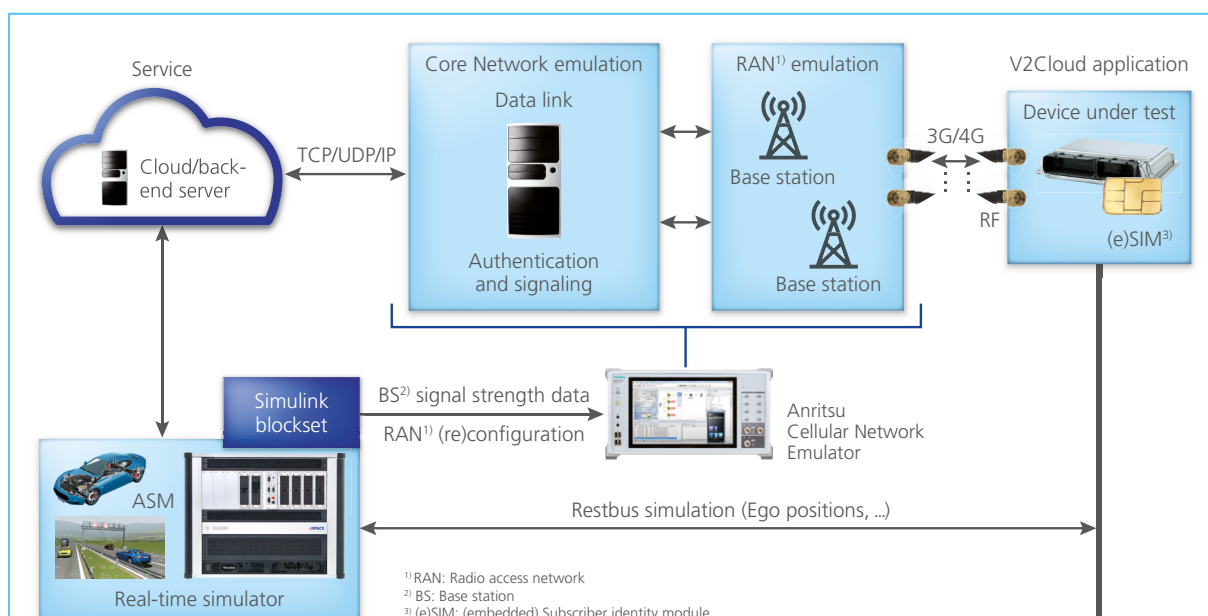 Service
Cloud/back-
end server
TCP/UDP/IP
Core Network emulation
Data link
Authentication
and signaling
RAN1) emulation
Base station
Base station
3G/4G
RF
V2Cloud application
Device under test
(e)SIM3)
Simulink
blockset
BS2) signal strength data
RAN1) (re)configuration
Anritsu
Cellular Network
Emulator
ASM
Real-time simulator
Restbus simulation (Ego positions, ...)
1) RAN: Radio access network
2) BS: Base station
3) (e)SIM: (embedded) Subscriber identity module